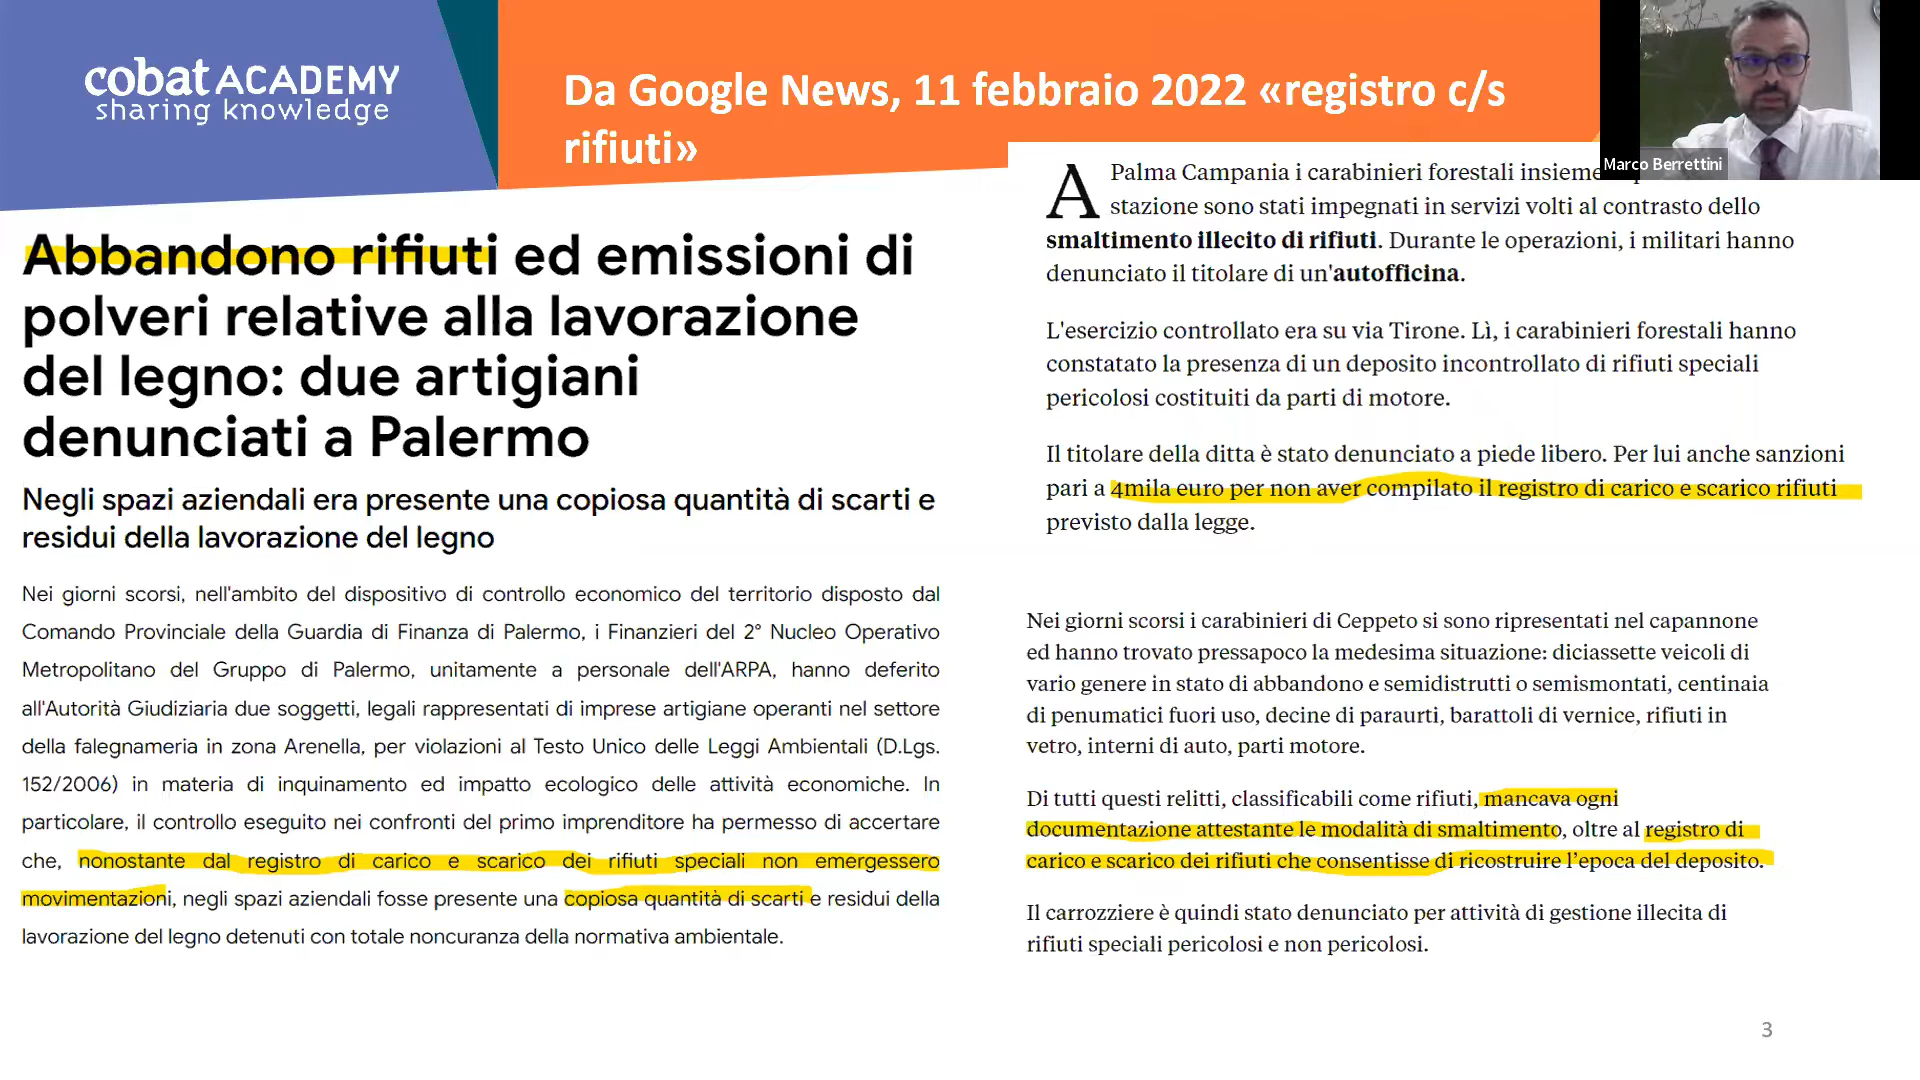 cobat ACADEMY
sharing knowledge
Da Google News, 11 febbraio 2022 «registro c/s
rifiuti»
Marco Berrettini
Abbandono rifiuti ed emissioni di
polveri relative alla lavorazione
del legno: due artigiani
denunciati a Palermo
Negli spazi aziendali era presente una copiosa quantità di scarti e
residui della lavorazione del legno
Nei giorni scorsi, nell'ambito del dispositivo di controllo economico del territorio disposto dal
Comando Provinciale della Guardia di Finanza di Palermo, i Finanzieri del 2° Nucleo Operativo
Metropolitano del Gruppo di Palermo, unitamente a personale dell'ARPA, hanno deferito
all'Autorità Giudiziaria due soggetti, legali rappresentati di imprese artigiane operanti nel settore
della falegnameria in zona Arenella, per violazioni al Testo Unico delle Leggi Ambientali (D.Lgs.
152/2006) in materia di inquinamento ed impatto ecologico delle attività economiche. In
particolare, il controllo eseguito nei confronti del primo imprenditore ha permesso di accertare
che, nonostante dal registro di carico e scarico dei rifiuti speciali non emergessero
movimentazioni, negli spazi aziendali fosse presente una copiosa quantità di scarti e residui della
lavorazione del legno detenuti con totale noncuranza della normativa ambientale.
A Palma Campania i carabinieri forestali insieme
stazione sono stati impegnati in servizi volti al contrasto dello
smaltimento illecito di rifiuti. Durante le operazioni, i militari hanno
denunciato il titolare di un'autofficina.
L'esercizio controllato era su via Tirone. Lì, i carabinieri forestali hanno
constatato la presenza di un deposito incontrollato di rifiuti speciali
pericolosi costituiti da parti di motore.
Il titolare della ditta è stato denunciato a piede libero. Per lui anche sanzioni
pari a 4mila euro per non aver compilato il registro di carico e scarico rifiuti
previsto dalla legge.
Nei giorni scorsi i carabinieri di Ceppeto si sono ripresentati nel capannone
ed hanno trovato pressapoco la medesima situazione: diciassette veicoli di
vario genere in stato di abbandono e semidistrutti o semismontati, centinaia
di penumatici fuori uso, decine di paraurti, barattoli di vernice, rifiuti in
vetro, interni di auto, parti motore.
Di tutti questi relitti, classificabili come rifiuti, mancava ogni
documentazione attestante le modalità di smaltimento, oltre al registro di
carico e scarico dei rifiuti che consentisse di ricostruire l'epoca del deposito.
Il carrozziere è quindi stato denunciato per attività di gestione illecita di
rifiuti speciali pericolosi e non pericolosi.
3